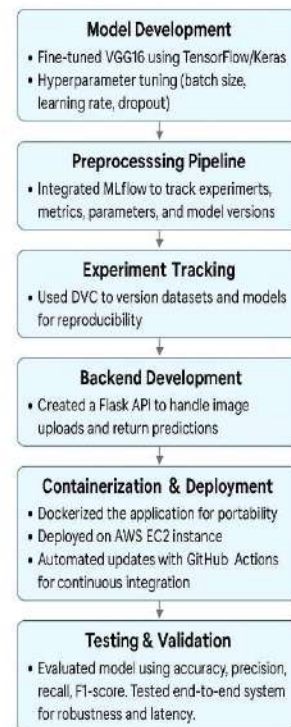 Model Development
• Fine-tuned VGG16 using TensorFlow/Keras
• Hyperparameter tuning (batch size,
learning rate, dropout)
Preprocesssing Pipeline
• Integrated MLflow to track experiments,
metrics, parameters, and model versions
Experiment Tracking
• Used DVC to version datasets and models
for reproducibility
Backend Development
• Created a Flask API to handle image
uploads and return predictions
Containerization & Deployment
• Dockerized the application for portability
• Deployed on AWS EC2 instance
• Automated updates with GitHub Actions
for continuous integration
Testing & Validation
• Evaluated model using accuracy, precision,
recall, F1-score. Tested end-to-end system
for robustness and latency.